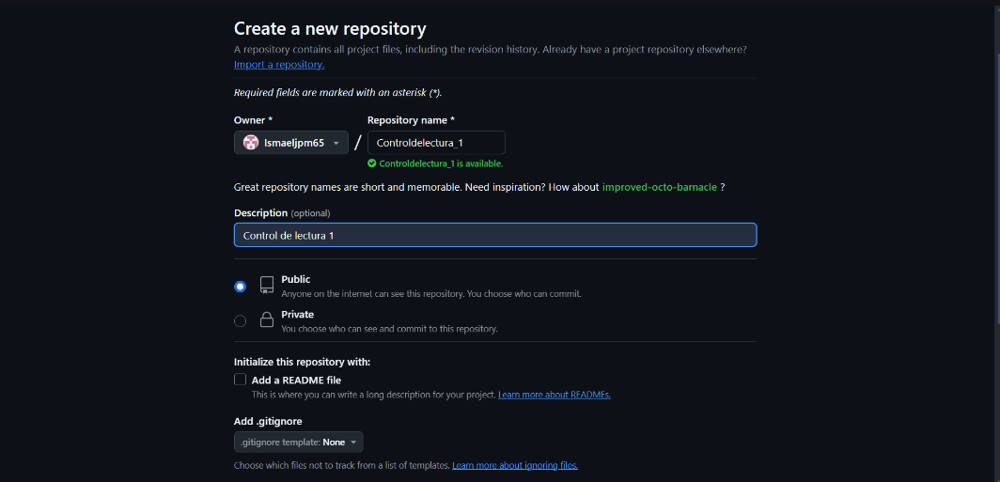 Create a new repository
A repository contains all project files, including the revision history. Already have a project repository elsewhere?
Import a repository.
Required fields are marked with an asterisk (*).
Owner *
Repository name *
Ismaeljpm65
/
Controldelectura_1
Controldelectura_1 is available.
Great repository names are short and memorable. Need inspiration? How about improved-octo-barnacle ?
Description (optional)
Control de lectura 1
Public
Anyone on the internet can see this repository. You choose who can commit.
Private
You choose who can see and commit to this repository.
Initialize this repository with:
Add a README file
This is where you can write a long description for your project. Learn more about READMEs.
Add .gitignore
.gitignore template: None
Choose which files not to track from a list of templates. Learn more about ignoring files.